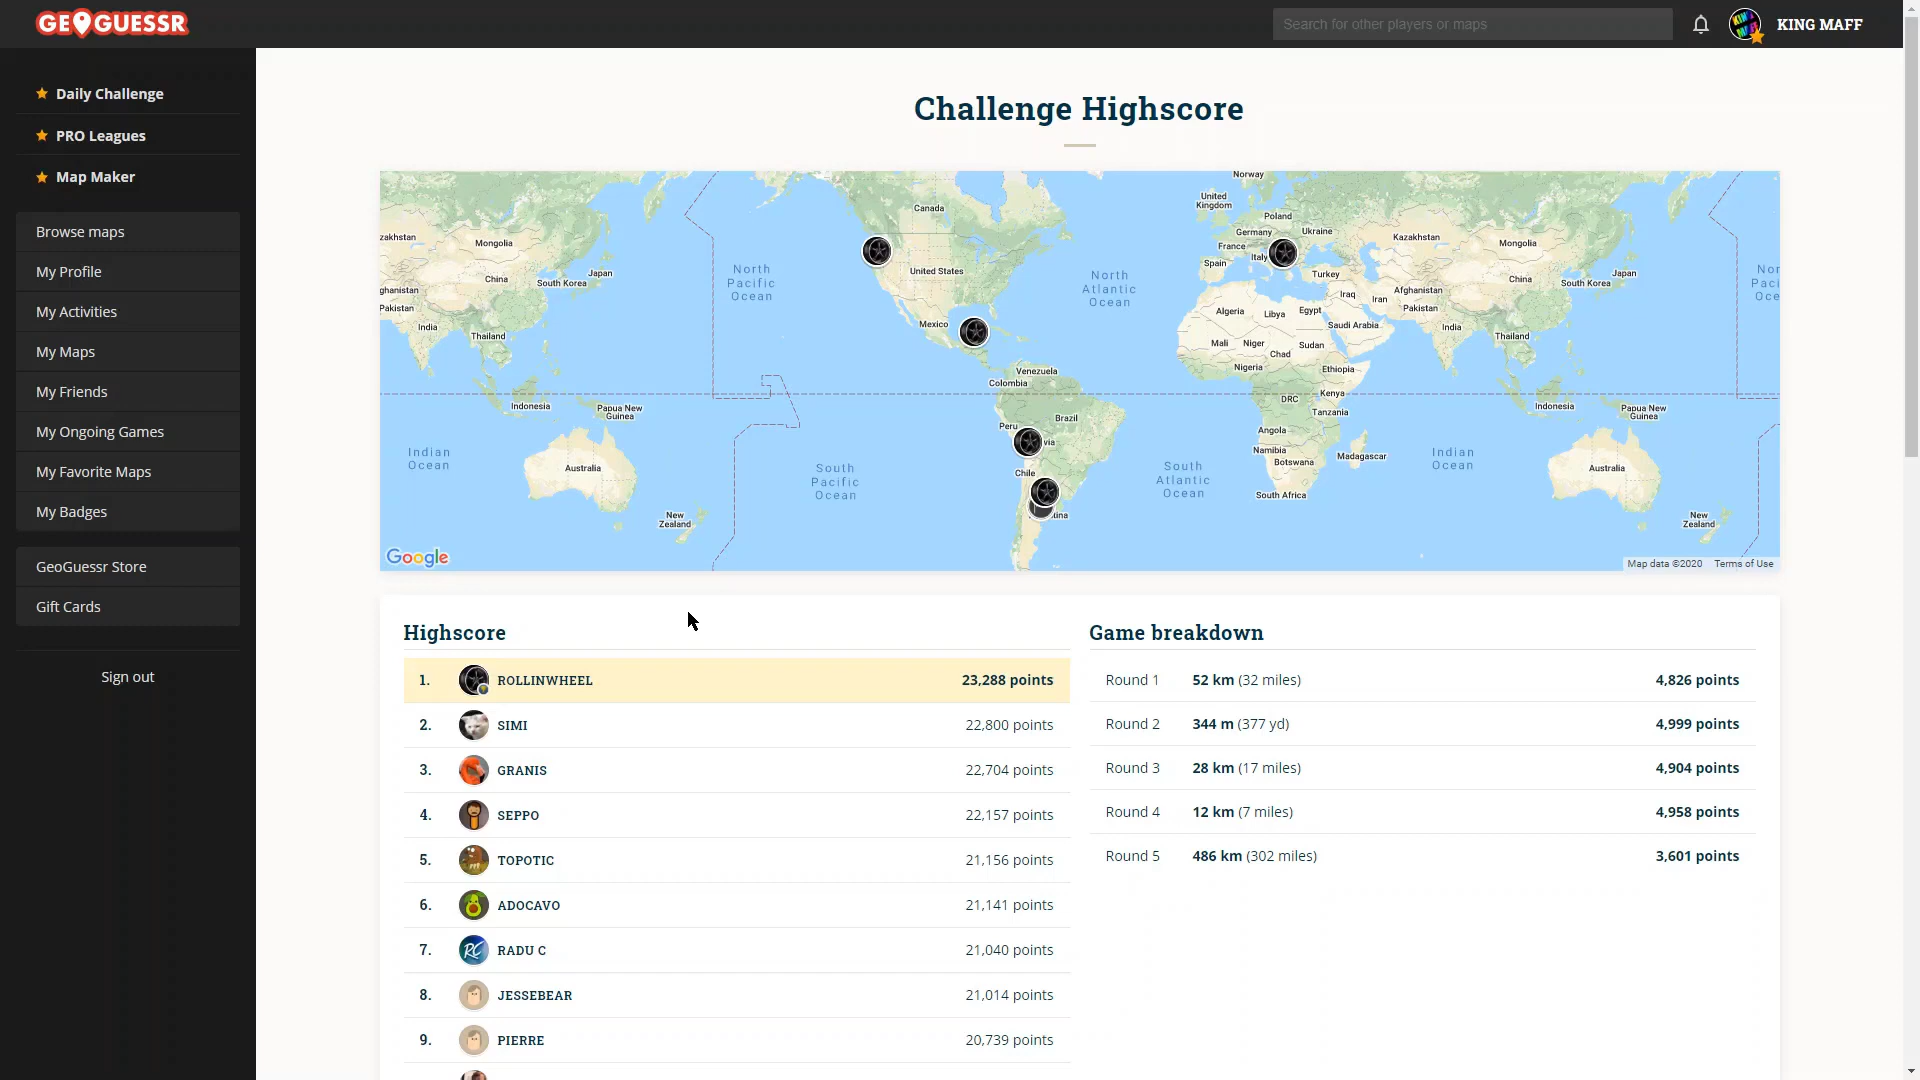 GEOGUESSR
Search for other players or maps
KING MAFF
Daily Challenge
PRO Leagues
Map Maker
Browse maps
My Profile
My Activities
My Maps
My Friends
My Ongoing Games
My Favorite Maps
My Badges
GeoGuessr Store
Gift Cards
Sign out
Challenge Highscore
Norway
Canada
United
Kingdom
Poland
Germany
Ukraine
zakhstan
Mongolia
France
Kazakhstan
Mongolia
Italy
Spain
Turkey
North
Pacific
Ocean
United States
North
Atlantic
Ocean
China
Japan
South Korea
China
Japan
South Korea
Nor
Paci
Oce
ghanistan
Pakistan
Iraq
Iran
Afghanistan
Pakistan
Algeria
Libya
Egypt
India
Mexico
Saudi Arabia
India
Thailand
Mali
Niger
Sudan
Chad
Thailand
Nigeria
Ethiopia
Venezuela
Colombia
DRC
Kenya
Tanzania
Indonesia
Papua New
Guinea
Brazil
Indonesia
Papua New
Guinea
Peru
Angola
via
Namibia
Botswana
Madagascar
Indian
Ocean
Australia
South
Pacific
Ocean
Chile
South
Atlantic
Ocean
Indian
Ocean
Australia
South Africa
New
Zealand
tina
New
Zealand
Google
Map data ©2020
Terms of Use
Highscore
1. ROLLINWHEEL 23,288 points
2. SIMI 22,800 points
3. GRANIS 22,704 points
4. SEPPO 22,157 points
5. TOPOTIC 21,156 points
6. ADOCAVO 21,141 points
7. RC RADU C 21,040 points
8. JESSEBEAR 21,014 points
9. PIERRE 20,739 points
Game breakdown
Round 1 52 km (32 miles) 4,826 points
Round 2 344 m (377 yd) 4,999 points
Round 3 28 km (17 miles) 4,904 points
Round 4 12 km (7 miles) 4,958 points
Round 5 486 km (302 miles) 3,601 points